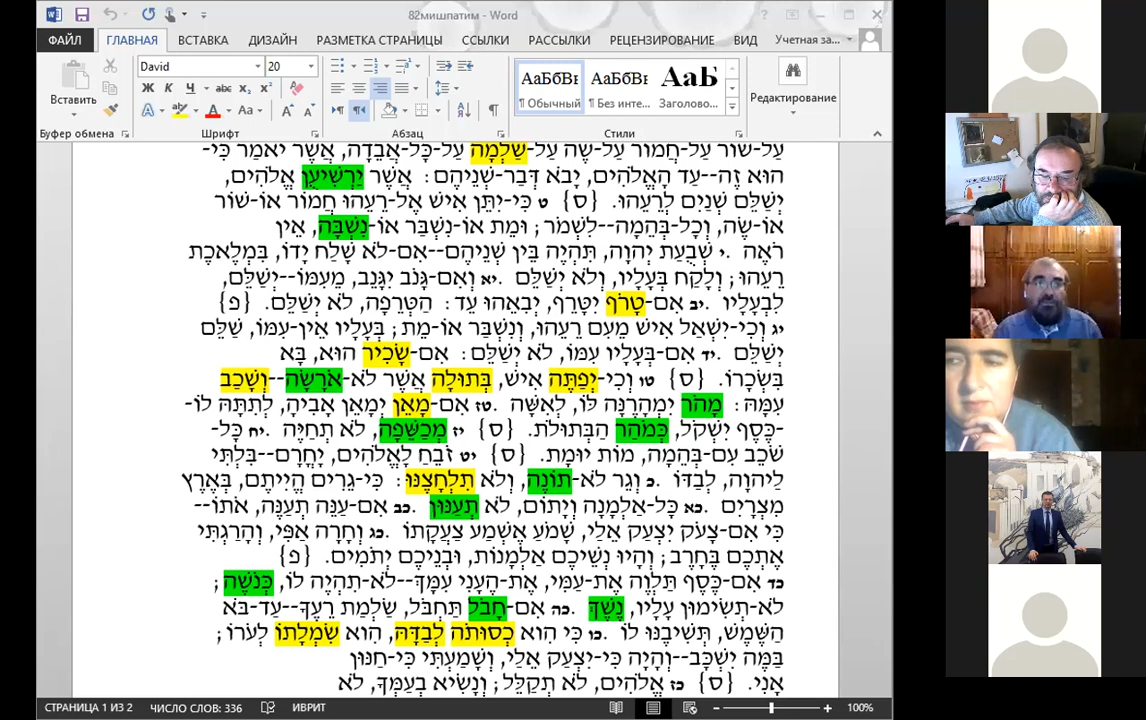 82мишпатим - Word
ФАЙЛ ГЛАВНАЯ ВСТАВКА ДИЗАЙН РАЗМЕТКА СТРАНИЦЫ ССЫЛКИ РАССЫЛКИ РЕЦЕНЗИРОВАНИЕ ВИД Учетная за...
David 20
Вставить
Ж К Ч abc x₂ x²
АаБбВі АаБбВі АаБ
¶ Обычный ¶ Без инте... Заголово...
Редактирование
Буфер обмена Шрифт Абзац Стили
עַל-שׁוֹר עַל-חֲמוֹר עַל-שֶׂה עַל-שַׂלְמָה עַל-כָּל-אֲבֵדָה, אֲשֶׁר יֹאמַר כִּי-
הוּא זֶה--עַד הָאֱלֹהִים, יָבֹא דְּבַר-שְׁנֵיהֶם: אֲשֶׁר יַרְשִׁיעֻן אֱלֹהִים,
יְשַׁלֵּם שְׁנַיִם לְרֵעֵהוּ. {ס} ט כִּי-יִתֵּן אִישׁ אֶל-רֵעֵהוּ חֲמוֹר אוֹ-שׁוֹר
אוֹ-שֶׂה, וְכָל-בְּהֵמָה--לִשְׁמֹר; וּמֵת אוֹ-נִשְׁבַּר אוֹ-נִשְׁבָּה, אֵין
רֹאֶה. י שְׁבֻעַת יְהוָה, תִּהְיֶה בֵּין שְׁנֵיהֶם--אִם-לֹא שָׁלַח יָדוֹ, בִּמְלֶאכֶת
רֵעֵהוּ; וְלָקַח בְּעָלָיו, וְלֹא יְשַׁלֵּם. יא וְאִם-גָּנֹב יִגָּנֵב, מֵעִמּוֹ--יְשַׁלֵּם,
לִבְעָלָיו. יב אִם-טָרֹף יִטָּרֵף, יְבִאֵהוּ עֵד: הַטְּרֵפָה, לֹא יְשַׁלֵּם. {פ}
יג וְכִי-יִשְׁאַל אִישׁ מֵעִם רֵעֵהוּ, וְנִשְׁבַּר אוֹ-מֵת; בְּעָלָיו אֵין-עִמּוֹ, שַׁלֵּם
יְשַׁלֵּם. יד אִם-בְּעָלָיו עִמּוֹ, לֹא יְשַׁלֵּם: אִם-שָׂכִיר הוּא, בָּא
בִּשְׂכָרוֹ. {ס} טו וְכִי-יְפַתֶּה אִישׁ, בְּתוּלָה אֲשֶׁר לֹא-אֹרָשָׂה--וְשָׁכַב
עִמָּהּ: מָהֹר יִמְהָרֶנָּה לּוֹ, לְאִשָּׁה. טז אִם-מָאֵן יְמָאֵן אָבִיהָ, לְתִתָּהּ לוֹ-
-כֶּסֶף יִשְׁקֹל, כְּמֹהַר הַבְּתוּלֹת. {ס} יז מְכַשֵּׁפָה, לֹא תְחַיֶּה. יח כָּל-
שֹׁכֵב עִם-בְּהֵמָה, מוֹת יוּמָת. {ס} יט זֹבֵחַ לָאֱלֹהִים, יָחֳרָם--בִּלְתִּי
לַיהוָה, לְבַדּוֹ. כ וְגֵר לֹא-תוֹנֶה, וְלֹא תִלְחָצֶנּוּ: כִּי-גֵרִים הֱיִיתֶם, בְּאֶרֶץ
מִצְרָיִם. כא כָּל-אַלְמָנָה וְיָתוֹם, לֹא תְעַנּוּן. כב אִם-עַנֵּה תְעַנֶּה, אֹתוֹ--
כִּי אִם-צָעֹק יִצְעַק אֵלַי, שָׁמֹעַ אֶשְׁמַע צַעֲקָתוֹ. כג וְחָרָה אַפִּי, וְהָרַגְתִּי
אֶתְכֶם בֶּחָרֶב; וְהָיוּ נְשֵׁיכֶם אַלְמָנוֹת, וּבְנֵיכֶם יְתֹמִים. {פ}
כד אִם-כֶּסֶף תַּלְוֶה אֶת-עַמִּי, אֶת-הֶעָנִי עִמָּךְ--לֹא-תִהְיֶה לוֹ, כְּנֹשֶׁה;
לֹא-תְשִׂימוּן עָלָיו, נֶשֶׁךְ. כה אִם-חָבֹל תַּחְבֹּל, שַׂלְמַת רֵעֶךָ--עַד-בֹּא
הַשֶּׁמֶשׁ, תְּשִׁיבֶנּוּ לוֹ. כו כִּי הִוא כְסוּתֹה לְבַדָּהּ, הִוא שִׂמְלָתוֹ לְעֹרוֹ;
בַּמֶּה יִשְׁכָּב--וְהָיָה כִּי-יִצְעַק אֵלַי, וְשָׁמַעְתִּי כִּי-חַנּוּן
אָנִי. {ס} כז אֱלֹהִים, לֹא תְקַלֵּל; וְנָשִׂיא בְעַמְּךָ, לֹא
СТРАНИЦА 1 ИЗ 2 ЧИСЛО СЛОВ: 336 ИВРИТ 100%